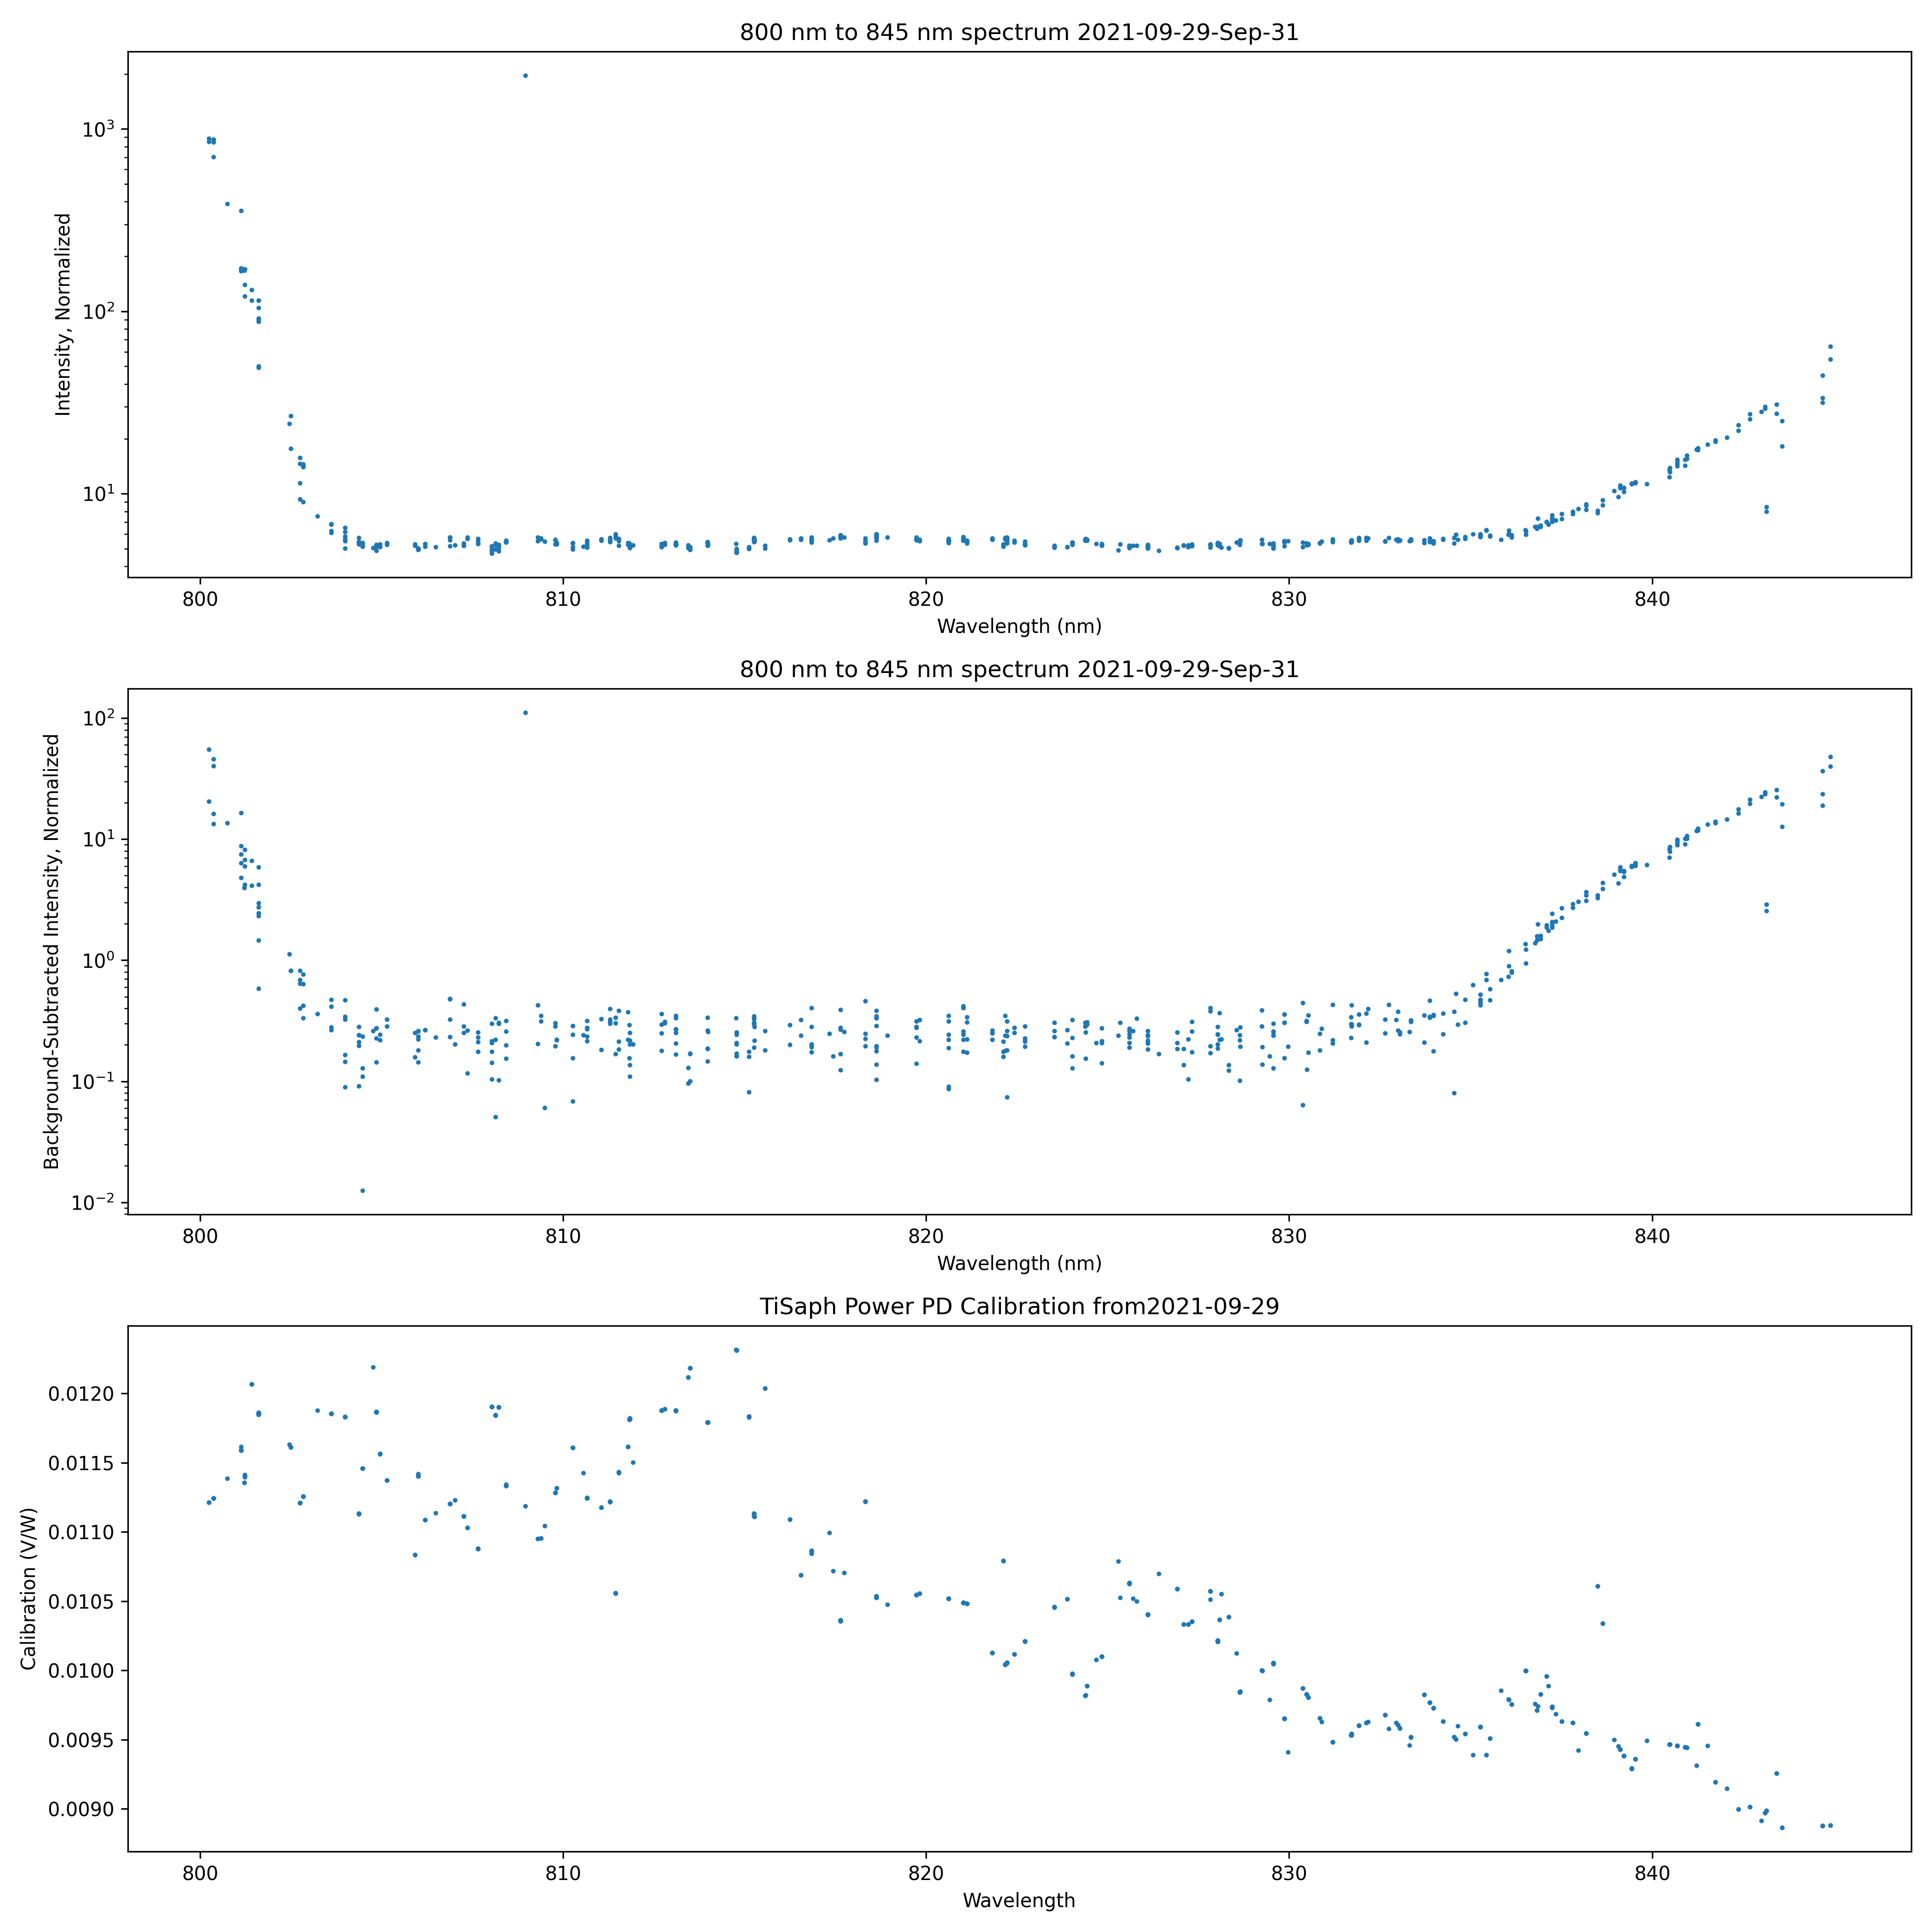 800 nm to 845 nm spectrum 2021-09-29-Sep-31
Intensity, Normalized
10³
10²
10¹
800 810 820 830 840
Wavelength (nm)
800 nm to 845 nm spectrum 2021-09-29-Sep-31
Background-Subtracted Intensity, Normalized
10²
10¹
10⁰
10⁻¹
10⁻²
800 810 820 830 840
Wavelength (nm)
TiSaph Power PD Calibration from2021-09-29
Calibration (V/W)
0.0120
0.0115
0.0110
0.0105
0.0100
0.0095
0.0090
800 810 820 830 840
Wavelength